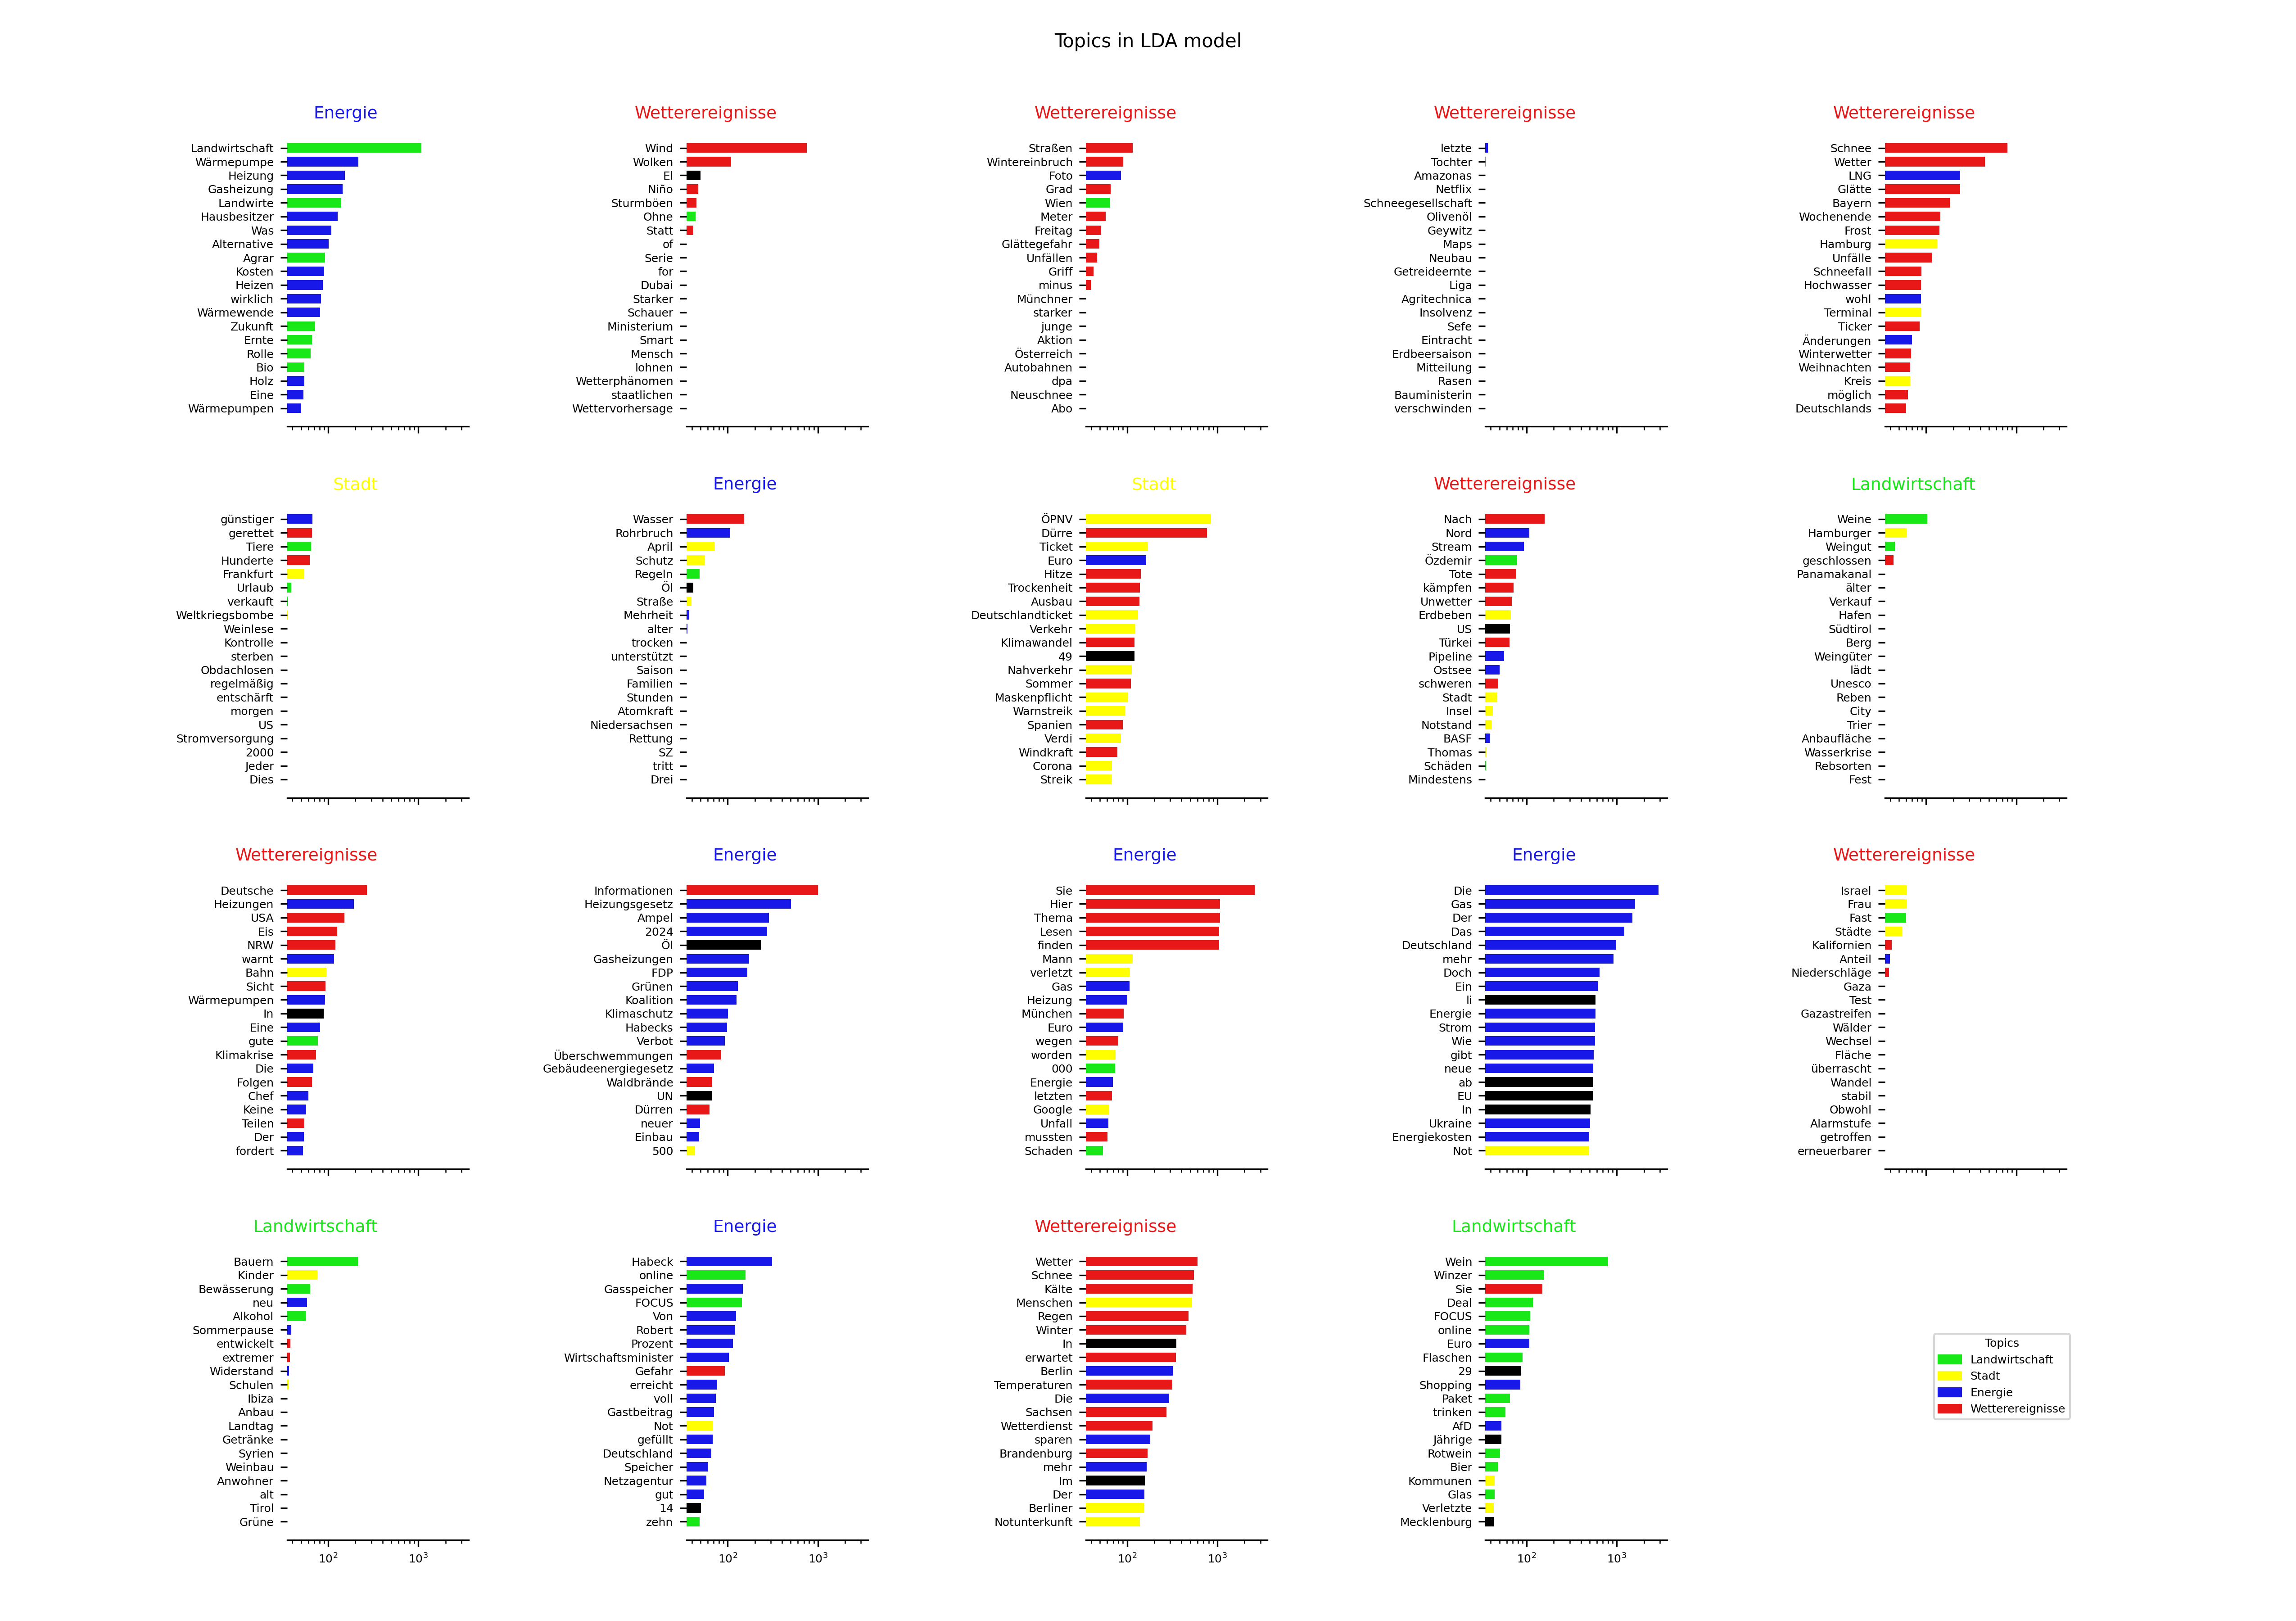 Topics in LDA model
Energie
Landwirtschaft
Wärmepumpe
Heizung
Gasheizung
Landwirte
Hausbesitzer
Was
Alternative
Agrar
Kosten
Heizen
wirklich
Wärmewende
Zukunft
Ernte
Rolle
Bio
Holz
Eine
Wärmepumpen
Wetterereignisse
Wind
Wolken
El
Niño
Sturmböen
Ohne
Statt
of
Serie
for
Dubai
Starker
Schauer
Ministerium
Smart
Mensch
lohnen
Wetterphänomen
staatlichen
Wettervorhersage
Wetterereignisse
Straßen
Wintereinbruch
Foto
Grad
Wien
Meter
Freitag
Glättegefahr
Unfällen
Griff
minus
Münchner
starker
junge
Aktion
Österreich
Autobahnen
dpa
Neuschnee
Abo
Wetterereignisse
letzte
Tochter
Amazonas
Netflix
Schneegesellschaft
Olivenöl
Geywitz
Maps
Neubau
Getreideernte
Liga
Agritechnica
Insolvenz
Sefe
Eintracht
Erdbeersaison
Mitteilung
Rasen
Bauministerin
verschwinden
Wetterereignisse
Schnee
Wetter
LNG
Glätte
Bayern
Wochenende
Frost
Hamburg
Unfälle
Schneefall
Hochwasser
wohl
Terminal
Ticker
Änderungen
Winterwetter
Weihnachten
Kreis
möglich
Deutschlands
Stadt
günstiger
gerettet
Tiere
Hunderte
Frankfurt
Urlaub
verkauft
Weltkriegsbombe
Weinlese
Kontrolle
sterben
Obdachlosen
regelmäßig
entschärft
morgen
US
Stromversorgung
2000
Jeder
Dies
Energie
Wasser
Rohrbruch
April
Schutz
Regeln
Öl
Straße
Mehrheit
alter
trocken
unterstützt
Saison
Familien
Stunden
Atomkraft
Niedersachsen
Rettung
SZ
tritt
Drei
Stadt
ÖPNV
Dürre
Ticket
Euro
Hitze
Trockenheit
Ausbau
Deutschlandticket
Verkehr
Klimawandel
49
Nahverkehr
Sommer
Maskenpflicht
Warnstreik
Spanien
Verdi
Windkraft
Corona
Streik
Wetterereignisse
Nach
Nord
Stream
Özdemir
Tote
kämpfen
Unwetter
Erdbeben
US
Türkei
Pipeline
Ostsee
schweren
Stadt
Insel
Notstand
BASF
Thomas
Schäden
Mindestens
Landwirtschaft
Weine
Hamburger
Weingut
geschlossen
Panamakanal
älter
Verkauf
Hafen
Südtirol
Berg
Weingüter
lädt
Unesco
Reben
City
Trier
Anbaufläche
Wasserkrise
Rebsorten
Fest
Wetterereignisse
Deutsche
Heizungen
USA
Eis
NRW
warnt
Bahn
Sicht
Wärmepumpen
In
Eine
gute
Klimakrise
Die
Folgen
Chef
Keine
Teilen
Der
fordert
Energie
Informationen
Heizungsgesetz
Ampel
2024
Öl
Gasheizungen
FDP
Grünen
Koalition
Klimaschutz
Habecks
Verbot
Überschwemmungen
Gebäudeenergiegesetz
Waldbrände
UN
Dürren
neuer
Einbau
500
Energie
Sie
Hier
Thema
Lesen
finden
Mann
verletzt
Gas
Heizung
München
Euro
wegen
worden
000
Energie
letzten
Google
Unfall
mussten
Schaden
Energie
Die
Gas
Der
Das
Deutschland
mehr
Doch
Ein
li
Energie
Strom
Wie
gibt
neue
ab
EU
In
Ukraine
Energiekosten
Not
Wetterereignisse
Israel
Frau
Fast
Städte
Kalifornien
Anteil
Niederschläge
Gaza
Test
Gazastreifen
Wälder
Wechsel
Fläche
überrascht
Wandel
stabil
Obwohl
Alarmstufe
getroffen
erneuerbarer
Landwirtschaft
Bauern
Kinder
Bewässerung
neu
Alkohol
Sommerpause
entwickelt
extremer
Widerstand
Schulen
Ibiza
Anbau
Landtag
Getränke
Syrien
Weinbau
Anwohner
alt
Tirol
Grüne
10² 10³
Energie
Habeck
online
Gasspeicher
FOCUS
Von
Robert
Prozent
Wirtschaftsminister
Gefahr
erreicht
voll
Gastbeitrag
Not
gefüllt
Deutschland
Speicher
Netzagentur
gut
14
zehn
10² 10³
Wetterereignisse
Wetter
Schnee
Kälte
Menschen
Regen
Winter
In
erwartet
Berlin
Temperaturen
Die
Sachsen
Wetterdienst
sparen
Brandenburg
mehr
Im
Der
Berliner
Notunterkunft
10² 10³
Landwirtschaft
Wein
Winzer
Sie
Deal
FOCUS
online
Euro
Flaschen
29
Shopping
Paket
trinken
AfD
Jährige
Rotwein
Bier
Kommunen
Glas
Verletzte
Mecklenburg
10² 10³
Topics
Landwirtschaft
Stadt
Energie
Wetterereignisse